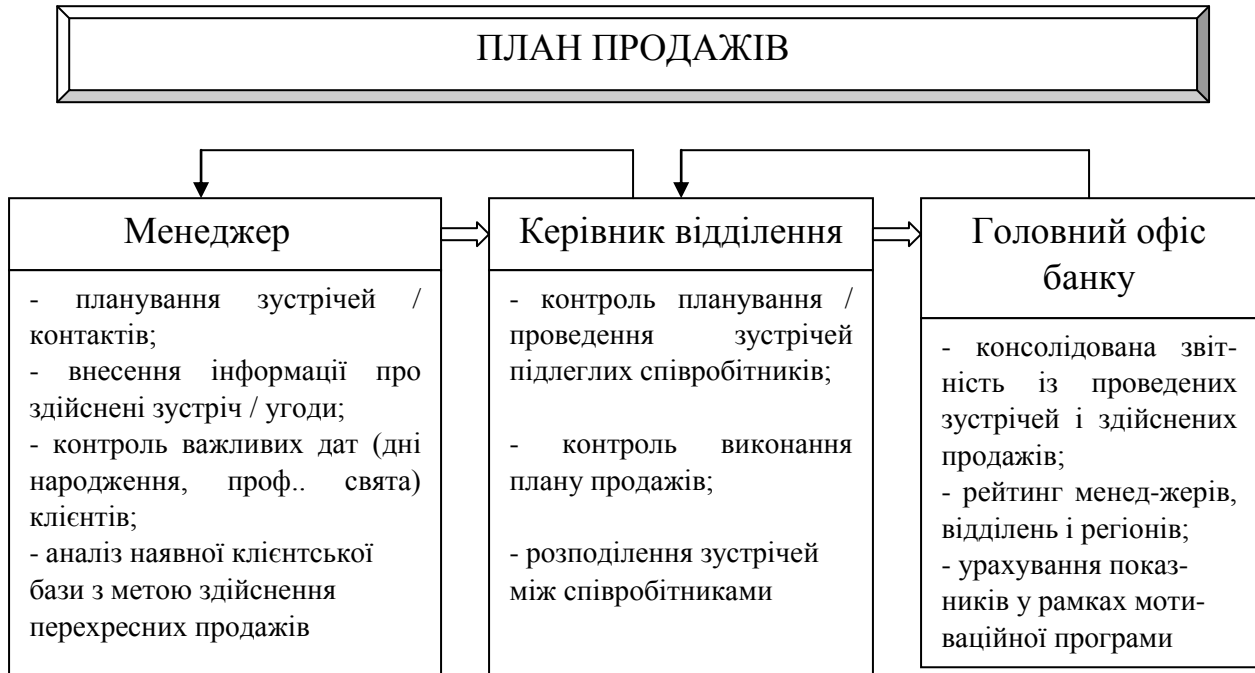 ПЛАН ПРОДАЖІВ
Менеджер
- планування зустрічей /
контактів;
- внесення інформації про
здійснені зустріч / угоди;
- контроль важливих дат (дні
народження, проф.. свята)
клієнтів;
- аналіз наявної клієнтської
бази з метою здійснення
перехресних продажів
Керівник відділення
- контроль планування /
проведення зустрічей
підлеглих співробітників;
- контроль виконання
плану продажів;
- розподілення зустрічей
між співробітниками
Головний офіс
банку
- консолідована звіт-
ність із проведених
зустрічей і здійснених
продажів;
- рейтинг менед-жерів,
відділень і регіонів;
- урахування показ-
ників у рамках моти-
ваційної програми